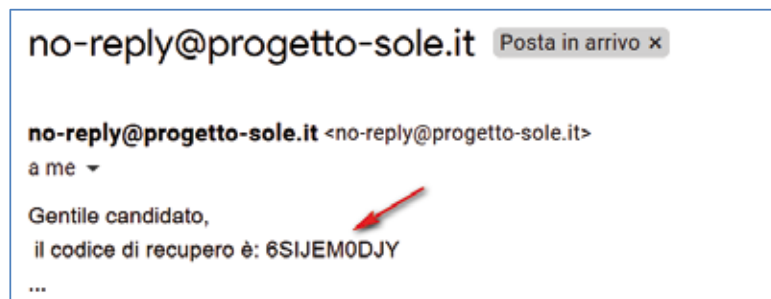 no-reply@progetto-sole.it Posta in arrivo ×
no-reply@progetto-sole.it <no-reply@progetto-sole.it>
a me
Gentile candidato,
il codice di recupero è: 6SIJEM0DJY
...